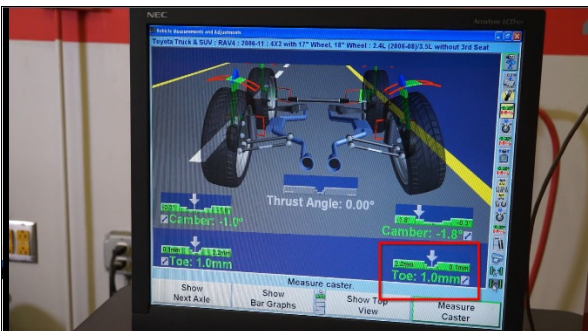 NEC
Vehicle Measurements and Adjustments
Toyota Truck & SUV : RAV4 : 2006-11 : 4X2 with 17" Wheel, 18" Wheel : 2.4L (2006-08)/3.5L without 3rd Seat
Thrust Angle: 0.00°
Camber: -1.0°
Camber: -1.8°
Toe: 1.0mm
Toe: 1.0mm
Measure caster.
Show Next Axle
Show Bar Graphs
Show Top View
Measure Caster